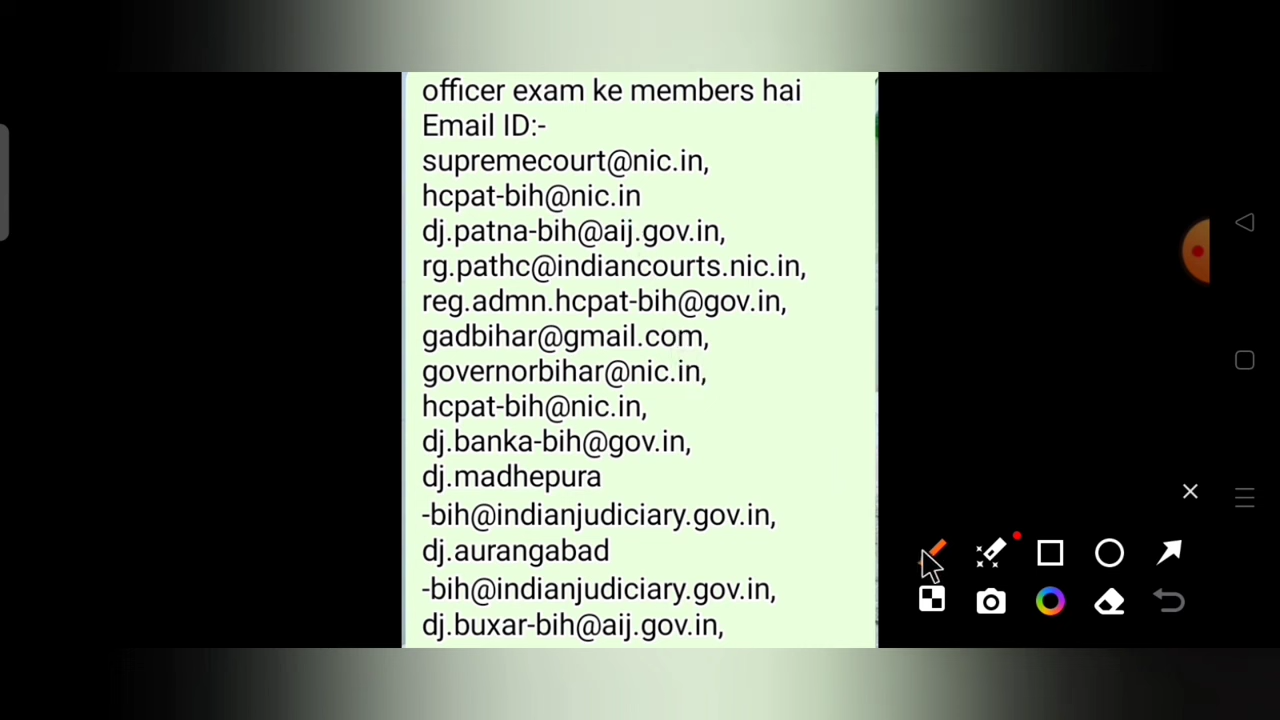 officer exam ke members hai
Email ID:-
supremecourt@nic.in,
hcpat-bih@nic.in
dj.patna-bih@aij.gov.in,
rg.pathc@indiancourts.nic.in,
reg.admn.hcpat-bih@gov.in,
gadbihar@gmail.com,
governorbihar@nic.in,
hcpat-bih@nic.in,
dj.banka-bih@gov.in,
dj.madhepura
-bih@indianjudiciary.gov.in,
dj.aurangabad
-bih@indianjudiciary.gov.in,
dj.buxar-bih@aij.gov.in,